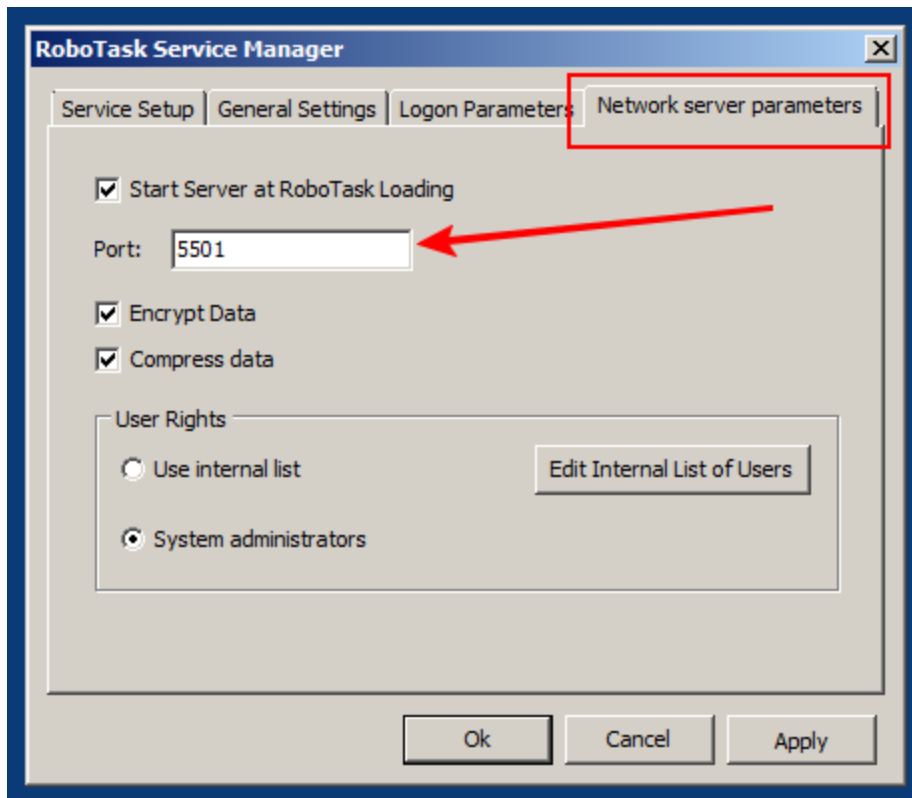 RoboTask Service Manager
Service Setup General Settings Logon Parameters Network server parameters
Start Server at RoboTask Loading
Port: 5501
Encrypt Data
Compress data
User Rights
Use internal list Edit Internal List of Users
System administrators
Ok Cancel Apply